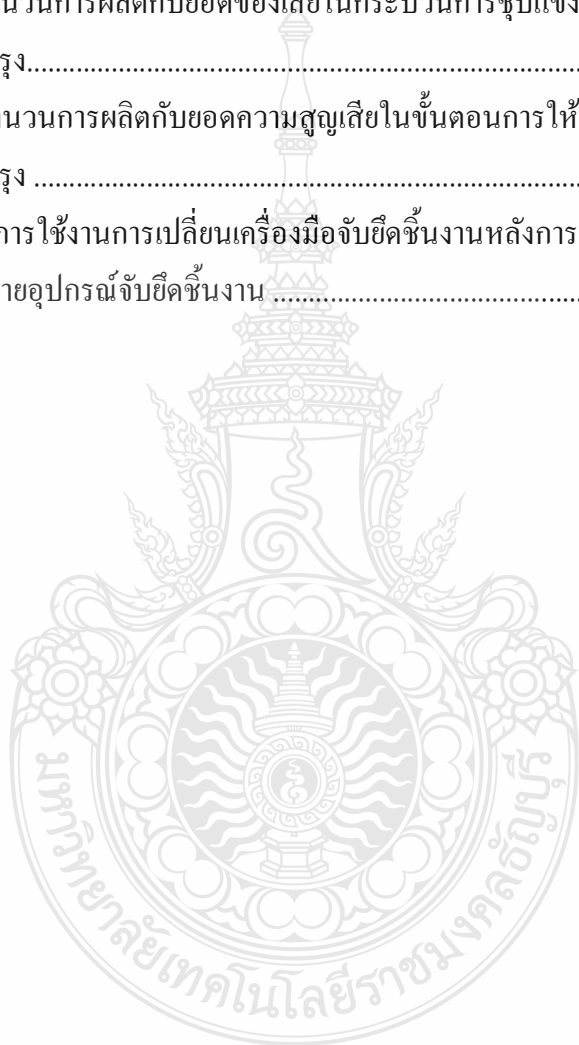 นวนการผลิตกับยอดของเสียในกระบวนการชุบแข็ง
รุง......................................................................................
นวนการผลิตกับยอดความสูญเสียในขั้นตอนการให้
รุง .....................................................................................
การใช้งานการเปลี่ยนเครื่องมือจับยึดชิ้นงานหลังการ
ายอุปกรณ์จับยึดชิ้นงาน ................................................
มหาวิทยาลัยเทคโนโลยีราชมงคลธัญบุรี